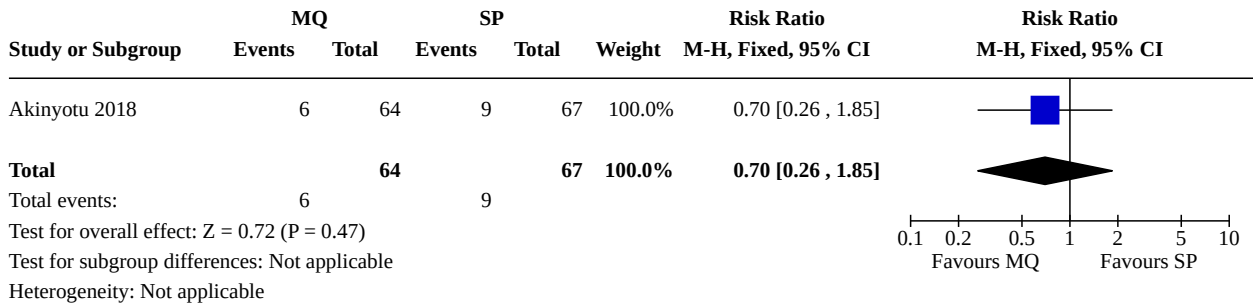 MQ SP Risk Ratio Risk Ratio
Study or Subgroup Events Total Events Total Weight M-H, Fixed, 95% CI M-H, Fixed, 95% CI
Akinyotu 2018 6 64 9 67 100.0% 0.70 [0.26 , 1.85]
Total 64 67 100.0% 0.70 [0.26 , 1.85]
Total events: 6 9
Test for overall effect: Z = 0.72 (P = 0.47)
0.1 0.2 0.5 1 2 5 10
Test for subgroup differences: Not applicable Favours MQ Favours SP
Heterogeneity: Not applicable